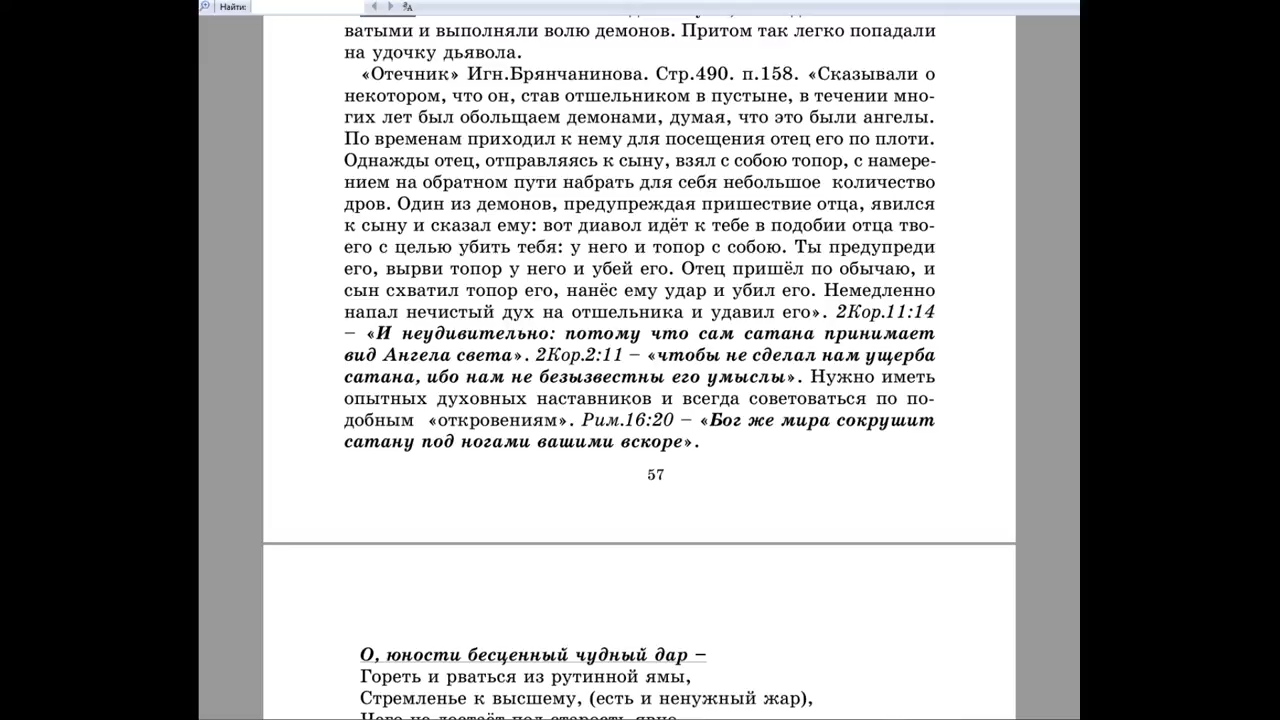 Найти:
ватыми и выполняли волю демонов. Притом так легко попадали
на удочку дьявола.
«Отечник» Игн.Брянчанинова. Стр.490. п.158. «Сказывали о
некотором, что он, став отшельником в пустыне, в течении мно-
гих лет был обольщаем демонами, думая, что это были ангелы.
По временам приходил к нему для посещения отец его по плоти.
Однажды отец, отправляясь к сыну, взял с собою топор, с намере-
нием на обратном пути набрать для себя небольшое количество
дров. Один из демонов, предупреждая пришествие отца, явился
к сыну и сказал ему: вот диавол идёт к тебе в подобии отца тво-
его с целью убить тебя: у него и топор с собою. Ты предупреди
его, вырви топор у него и убей его. Отец пришёл по обычаю, и
сын схватил топор его, нанёс ему удар и убил его. Немедленно
напал нечистый дух на отшельника и удавил его». 2Кор.11:14
– «И неудивительно: потому что сам сатана принимает
вид Ангела света». 2Кор.2:11 – «чтобы не сделал нам ущерба
сатана, ибо нам не безызвестны его умыслы». Нужно иметь
опытных духовных наставников и всегда советоваться по по-
добным «откровениям». Рим.16:20 – «Бог же мира сокрушит
сатану под ногами вашими вскоре».
57
О, юности бесценный чудный дар –
Гореть и рваться из рутинной ямы,
Стремленье к высшему, (есть и ненужный жар),